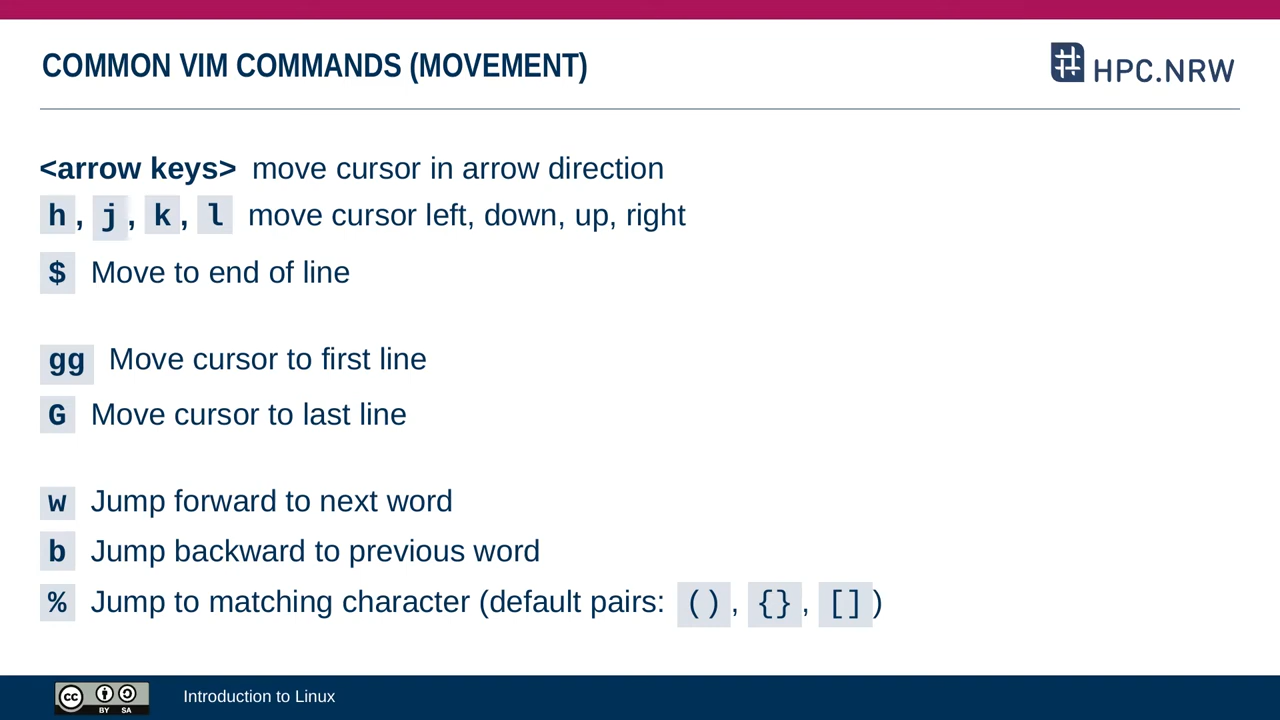 COMMON VIM COMMANDS (MOVEMENT)
HPC.NRW
<arrow keys> move cursor in arrow direction
h, j, k, l move cursor left, down, up, right
$ Move to end of line
gg Move cursor to first line
G Move cursor to last line
w Jump forward to next word
b Jump backward to previous word
% Jump to matching character (default pairs: (), {}, [])
cc BY SA
Introduction to Linux